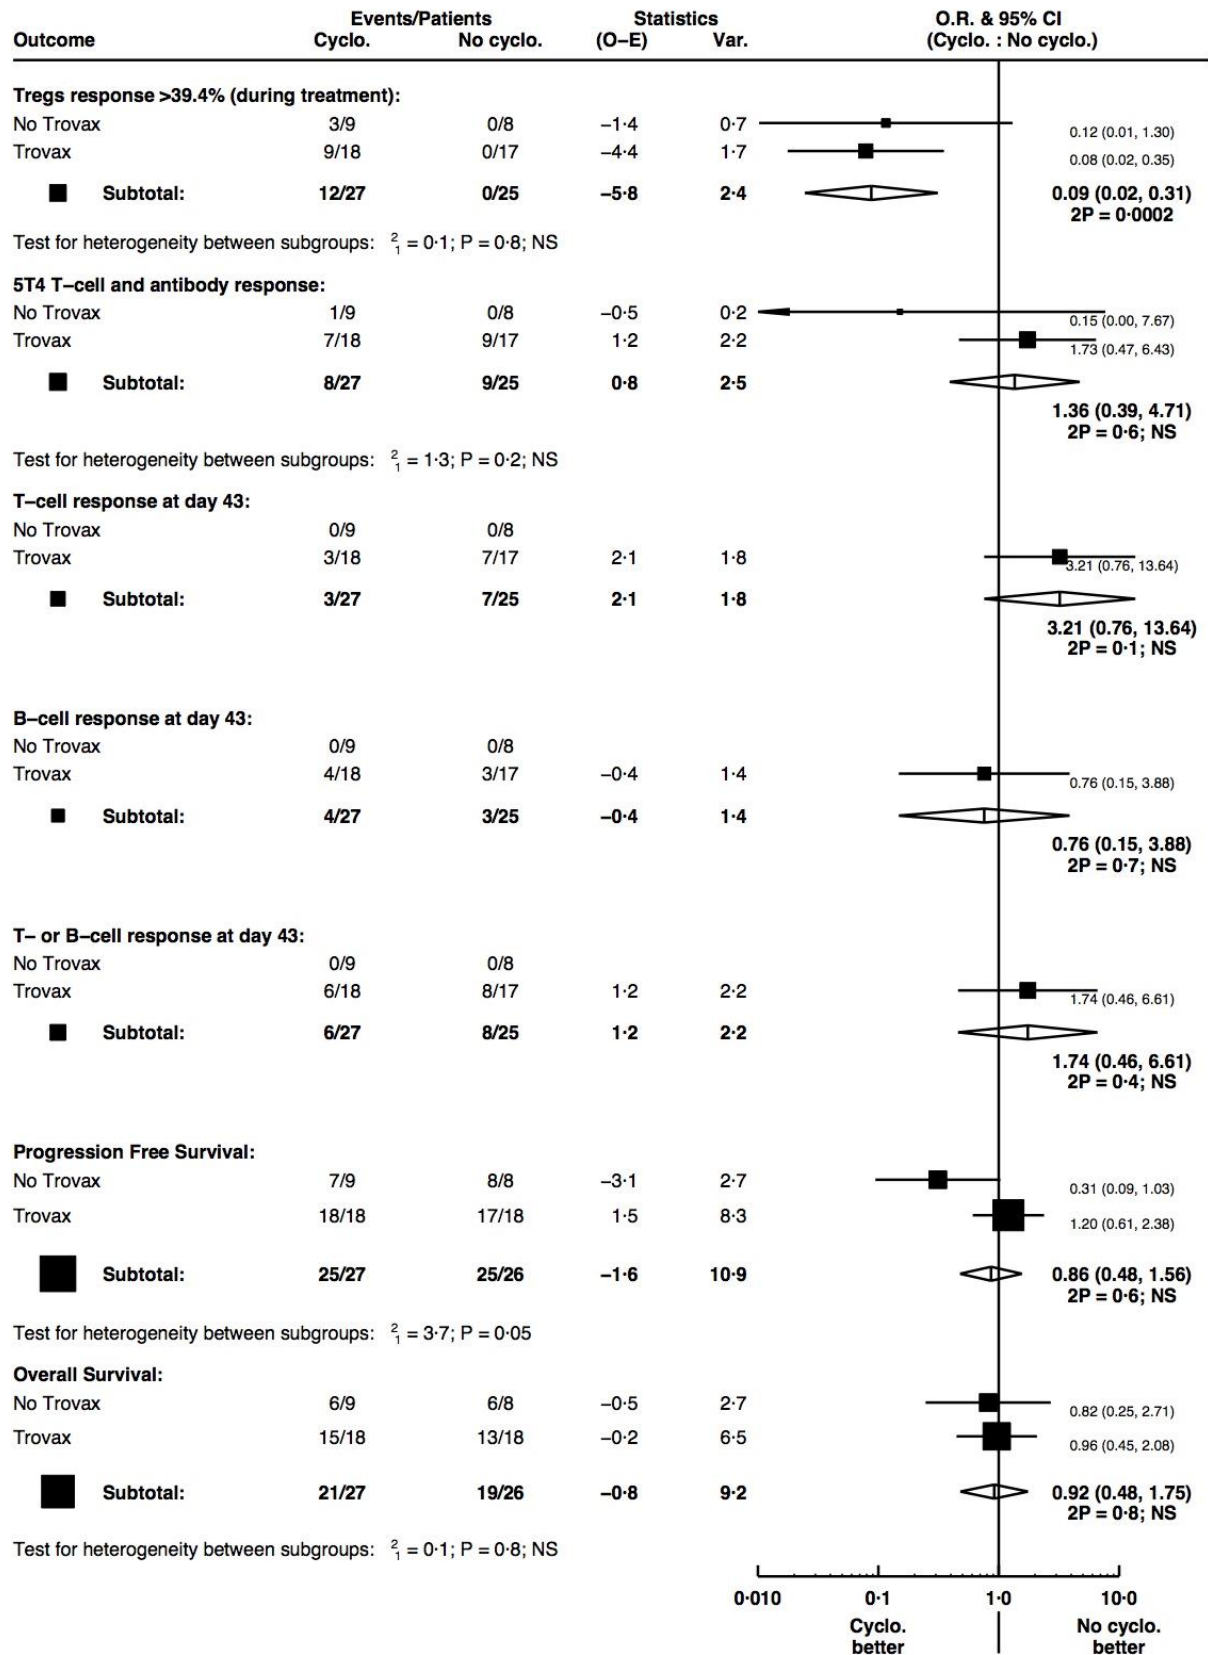 Events/Patients Statistics O.R. & 95% CI
Outcome Cyclo. No cyclo. (O–E) Var. (Cyclo. : No cyclo.)
Tregs response >39.4% (during treatment):
No Trovax 3/9 0/8 −1·4 0·7 0.12 (0.01, 1.30)
Trovax 9/18 0/17 −4·4 1·7 0.08 (0.02, 0.35)
Subtotal: 12/27 0/25 −5·8 2·4 0.09 (0.02, 0.31)
2P = 0·0002
Test for heterogeneity between subgroups: ²₁ = 0·1; P = 0·8; NS
5T4 T−cell and antibody response:
No Trovax 1/9 0/8 −0·5 0·2 0.15 (0.00, 7.67)
Trovax 7/18 9/17 1·2 2·2 1.73 (0.47, 6.43)
Subtotal: 8/27 9/25 0·8 2·5
1.36 (0.39, 4.71)
2P = 0·6; NS
Test for heterogeneity between subgroups: ²₁ = 1·3; P = 0·2; NS
T−cell response at day 43:
No Trovax 0/9 0/8
Trovax 3/18 7/17 2·1 1·8 3.21 (0.76, 13.64)
Subtotal: 3/27 7/25 2·1 1·8
3.21 (0.76, 13.64)
2P = 0·1; NS
B−cell response at day 43:
No Trovax 0/9 0/8
Trovax 4/18 3/17 −0·4 1·4 0.76 (0.15, 3.88)
Subtotal: 4/27 3/25 −0·4 1·4
0.76 (0.15, 3.88)
2P = 0·7; NS
T− or B−cell response at day 43:
No Trovax 0/9 0/8
Trovax 6/18 8/17 1·2 2·2 1.74 (0.46, 6.61)
Subtotal: 6/27 8/25 1·2 2·2
1.74 (0.46, 6.61)
2P = 0·4; NS
Progression Free Survival:
No Trovax 7/9 8/8 −3·1 2·7 0.31 (0.09, 1.03)
Trovax 18/18 17/18 1·5 8·3 1.20 (0.61, 2.38)
Subtotal: 25/27 25/26 −1·6 10·9 0.86 (0.48, 1.56)
2P = 0·6; NS
Test for heterogeneity between subgroups: ²₁ = 3·7; P = 0·05
Overall Survival:
No Trovax 6/9 6/8 −0·5 2·7 0.82 (0.25, 2.71)
Trovax 15/18 13/18 −0·2 6·5 0.96 (0.45, 2.08)
Subtotal: 21/27 19/26 −0·8 9·2 0.92 (0.48, 1.75)
2P = 0·8; NS
Test for heterogeneity between subgroups: ²₁ = 0·1; P = 0·8; NS
0·010 0·1 1·0 10·0
Cyclo. No cyclo.
better better